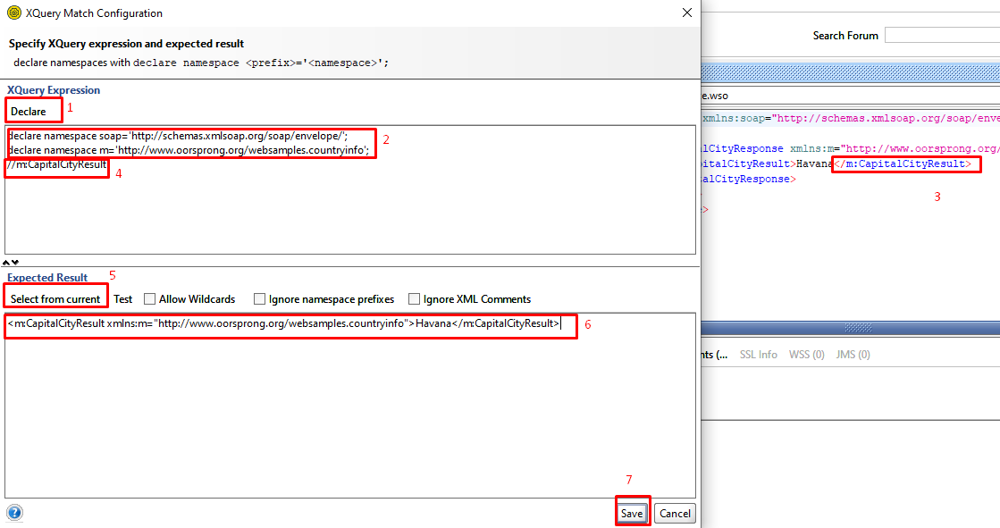 XQuery Match Configuration
Specify XQuery expression and expected result
declare namespaces with declare namespace <prefix>='<namespace>';
XQuery Expression
Declare
1
declare namespace soap='http://schemas.xmlsoap.org/soap/envelope/';
declare namespace m='http://www.oorsprong.org/websamples.countryinfo';
2
//m:CapitalCityResult
4
Expected Result
5
Select from current Test Allow Wildcards Ignore namespace prefixes Ignore XML Comments
<m:CapitalCityResult xmlns:m="http://www.oorsprong.org/websamples.countryinfo">Havana</m:CapitalCityResult>
6
7
? Save Cancel
Search Forum
e.wso
xmlns:soap="http://schemas.xmlsoap.org/soap/enve
alCityResponse xmlns:m="http://www.oorsprong.org/
pitalCityResult>Havana</m:CapitalCityResult>
talCityResponse>
3
>
nts (... SSL Info WSS (0) JMS (0)